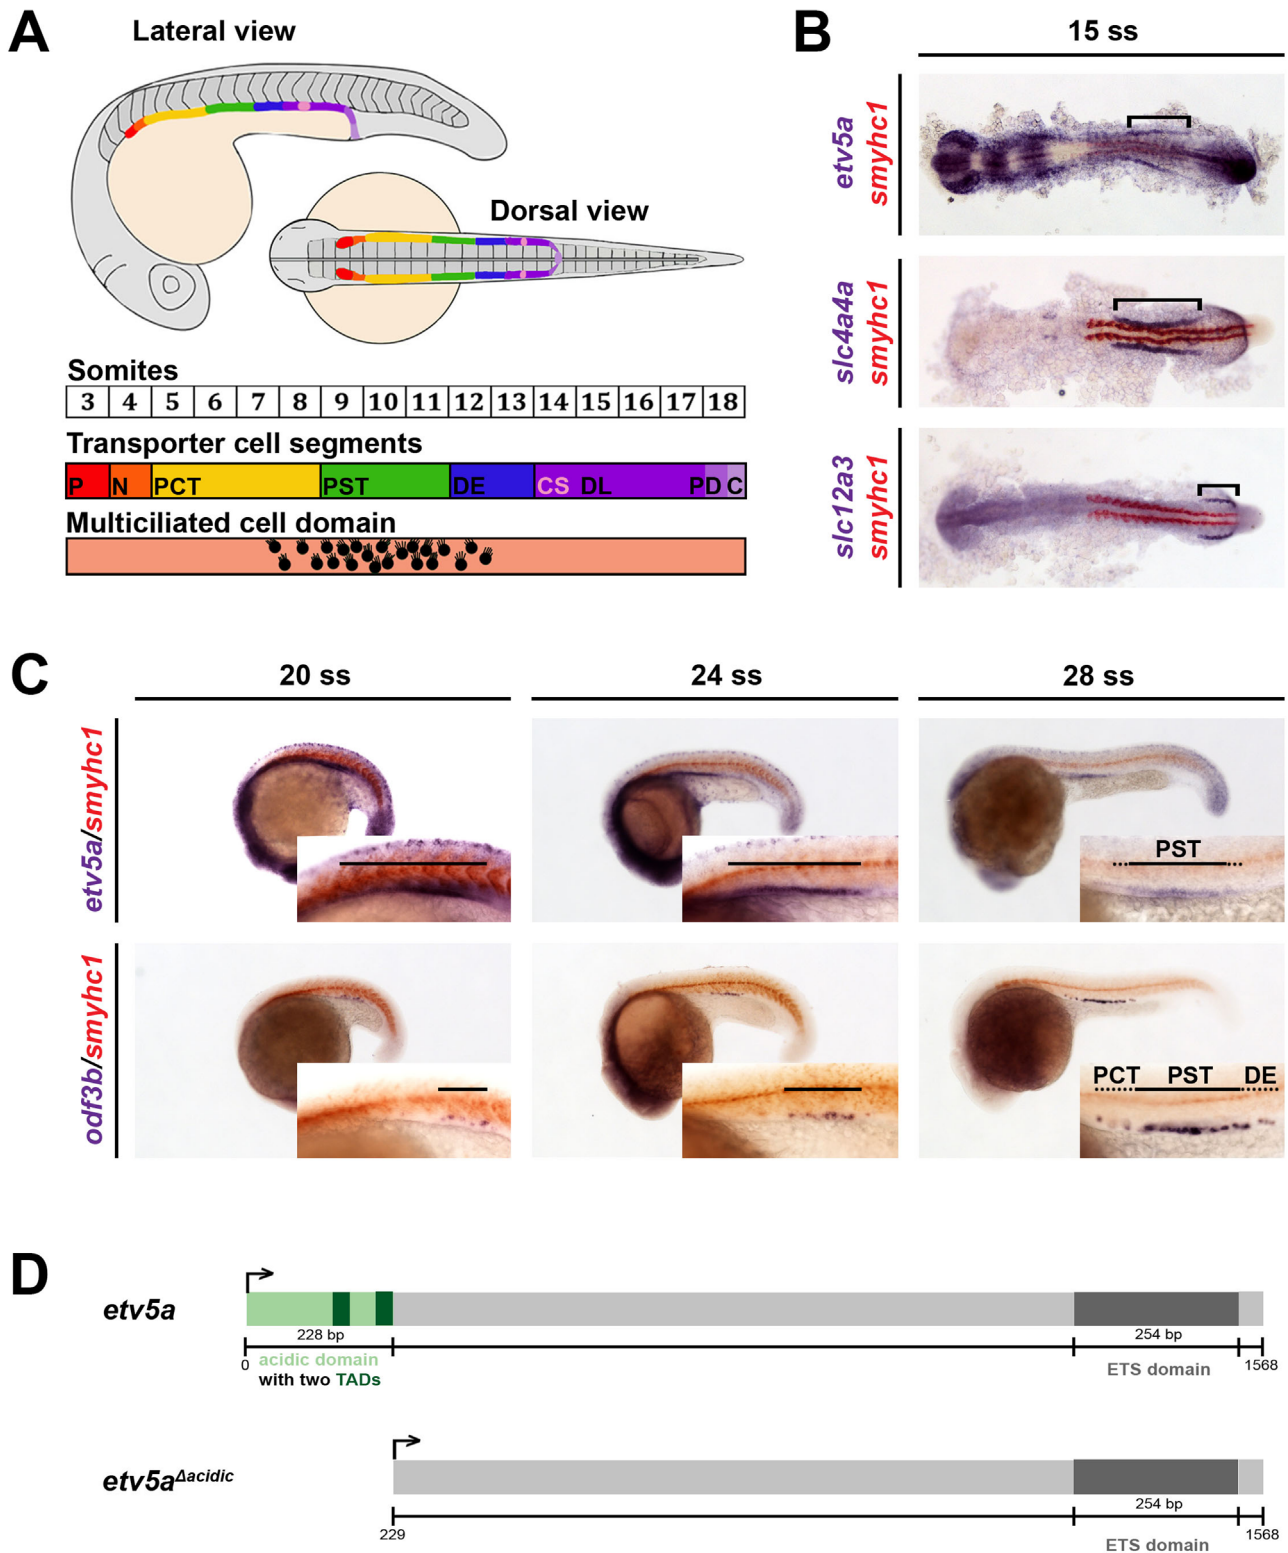 A
Lateral view
Dorsal view
Somites
3 4 5 6 7 8 9 10 11 12 13 14 15 16 17 18
Transporter cell segments
P N PCT PST DE CS DL PD C
Multiciliated cell domain
B
15 ss
etv5a
smyhc1
slc4a4a
smyhc1
slc12a3
smyhc1
C
20 ss
24 ss
28 ss
etv5a/smyhc1
PST
odf3b/smyhc1
PCT PST DE
D
etv5a
228 bp
254 bp
0
acidic domain
with two TADs
ETS domain
1568
etv5aΔacidic
254 bp
229
ETS domain
1568